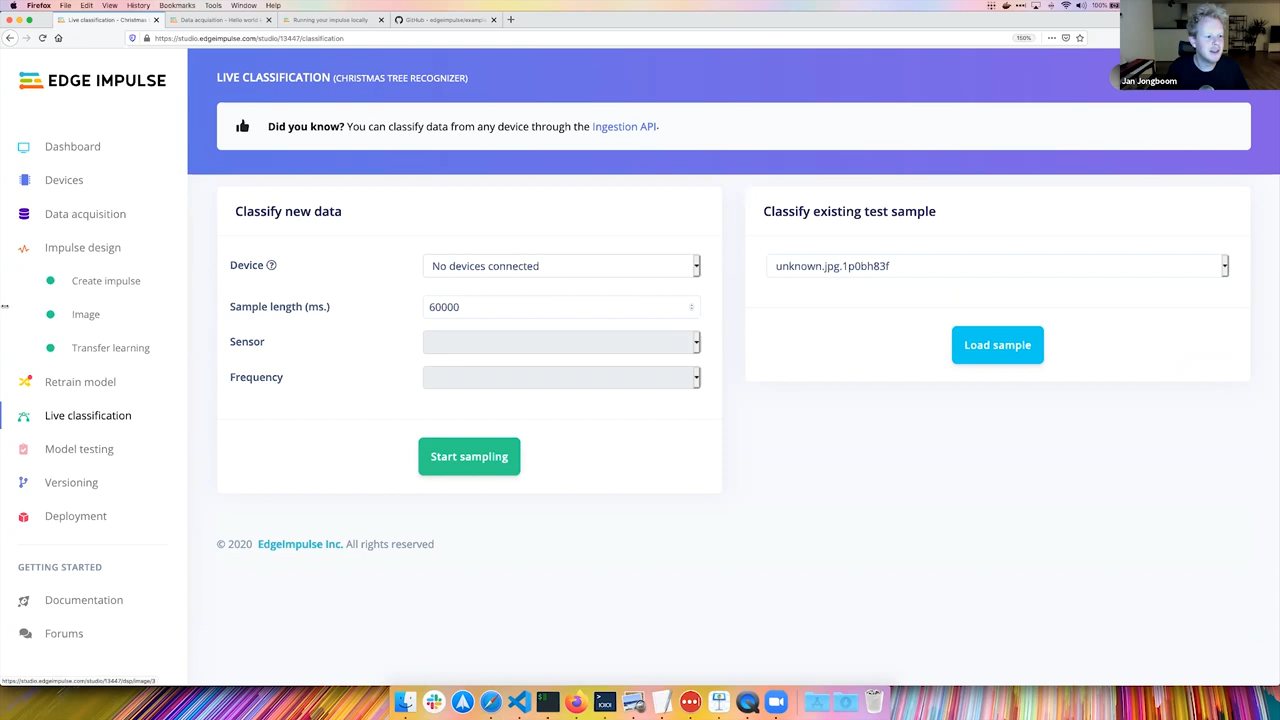 Firefox File Edit View History Bookmarks Tools Window Help 100%
Live classification - Christmas Data acquisition - Hello world Running your impulse locally GitHub - edgeimpulse/examp
https://studio.edgeimpulse.com/studio/13447/classification 150%
Jan Jongboom
EDGE IMPULSE
Dashboard
Devices
Data acquisition
Impulse design
Create impulse
Image
Transfer learning
Retrain model
Live classification
Model testing
Versioning
Deployment
GETTING STARTED
Documentation
Forums
https://studio.edgeimpulse.com/studio/13447/dsp/image/3
LIVE CLASSIFICATION (CHRISTMAS TREE RECOGNIZER)
Did you know? You can classify data from any device through the Ingestion API.
Classify new data
Device
No devices connected
Sample length (ms.)
60000
Sensor
Frequency
Start sampling
Classify existing test sample
unknown.jpg.1p0bh83f
Load sample
© 2020 EdgeImpulse Inc. All rights reserved